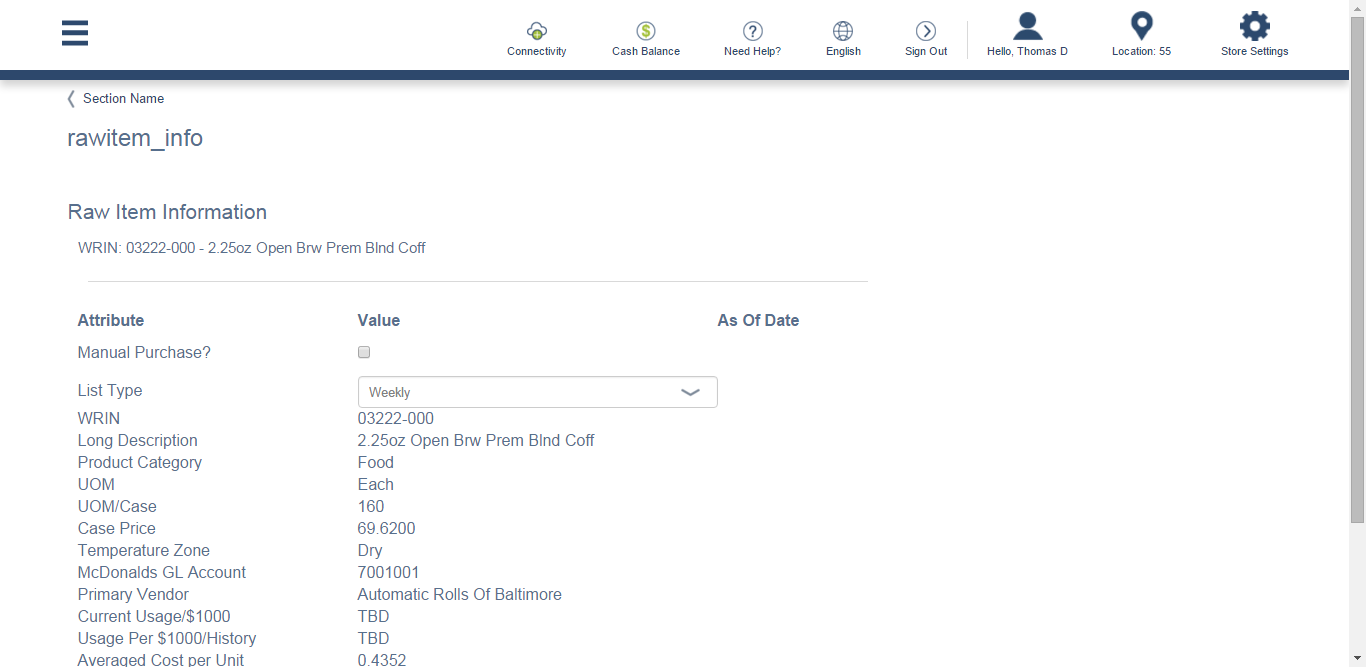 Connectivity
Cash Balance
Need Help?
English
Sign Out
Hello, Thomas D
Location: 55
Store Settings
Section Name
rawitem_info
Raw Item Information
WRIN: 03222-000 - 2.25oz Open Brw Prem Blnd Coff
Attribute Value As Of Date
Manual Purchase?
List Type Weekly
WRIN 03222-000
Long Description 2.25oz Open Brw Prem Blnd Coff
Product Category Food
UOM Each
UOM/Case 160
Case Price 69.6200
Temperature Zone Dry
McDonalds GL Account 7001001
Primary Vendor Automatic Rolls Of Baltimore
Current Usage/$1000 TBD
Usage Per $1000/History TBD
Averaged Cost per Unit 0.4352